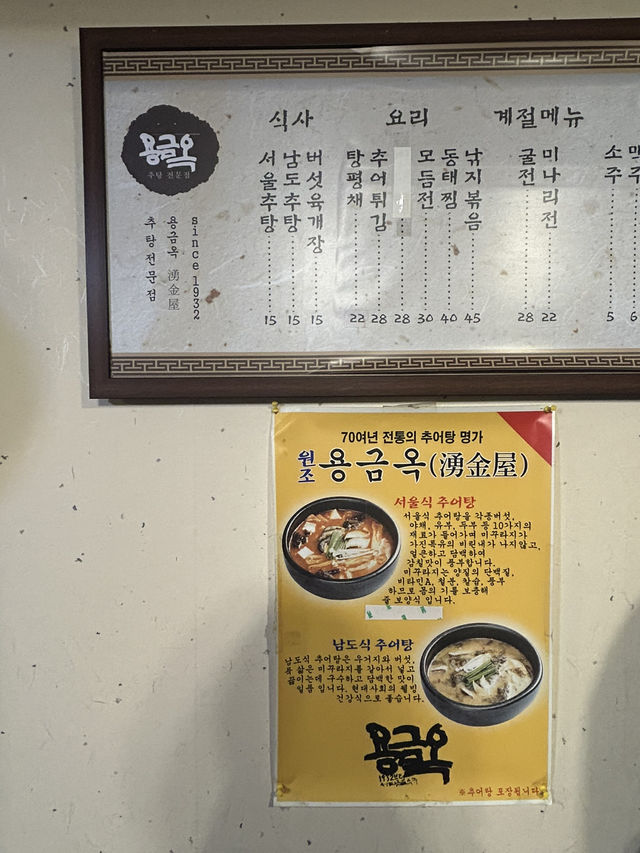 용금옥
추탕 전문점
since 1932
용금옥 湧金屋
추탕전문점
식사
서울추탕 15
남도추탕 15
버섯육개장 15
요리
탕평채 22
추어튀김 28
28
모듬전 30
동태찜 40
낙지볶음 45
계절메뉴
굴전 28
미나리전 22
소주 5
맥주 6
70여년 전통의 추어탕 명가
원조 용금옥(湧金屋)
서울식 추어탕
서울식 추어탕은 각종버섯,
야채, 유부, 두부 등 10가지의
재료가 들어가며 미꾸라지가
가진특유의 비린내가 나지않고,
얼큰하고 담백하여
감칠맛이 풍부합니다.
미꾸라지는 양질의 단백질,
비타민A, 철분, 칼슘, 풍부
하므로 몸의 기를 보충해
줄 보양식 입니다.
남도식 추어탕
남도식 추어탕은 우거지와 버섯,
푹 삶은 미꾸라지를 갈아서 넣고
끓이는데 구수하고 담백한 맛이
일품 입니다. 현대사회의 웰빙
건강식으로 좋습니다.
용금옥
※추어탕 포장됩니다